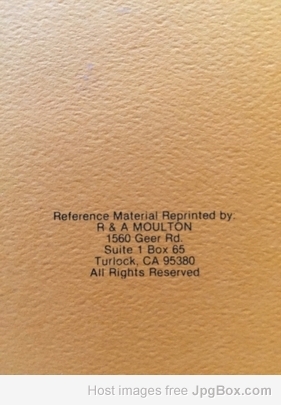 Reference Material Reprinted by:
R & A MOULTON
1560 Geer Rd.
Suite 1 Box 65
Turlock, CA 95380
All Rights Reserved
Host images free JpgBox.com